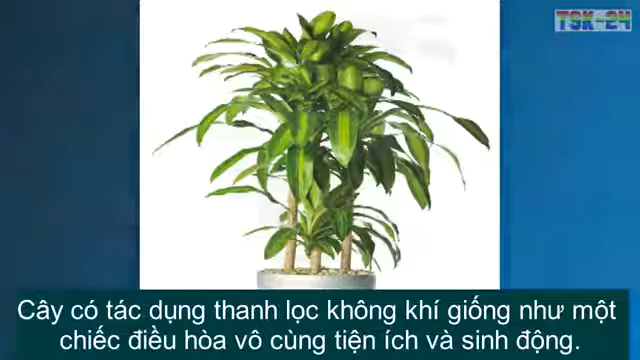 TSK-24
Cây có tác dụng thanh lọc không khí giống như một
chiếc điều hòa vô cùng tiện ích và sinh động.